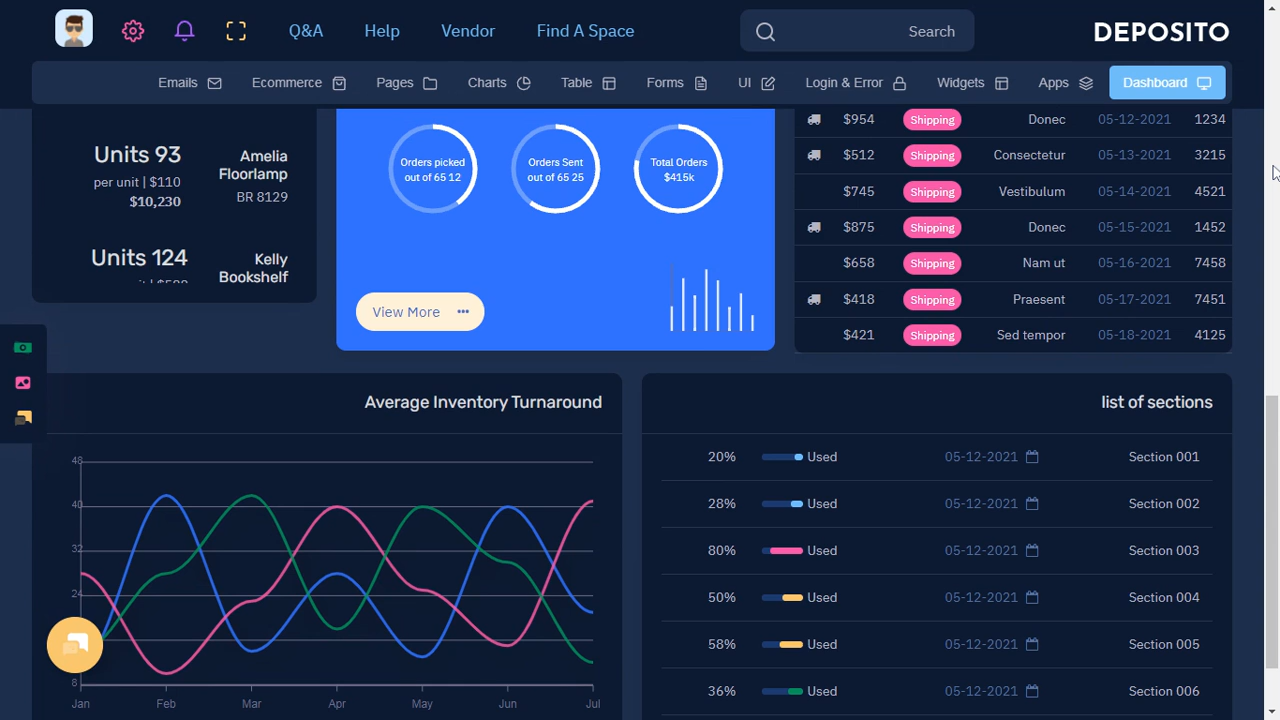 Q&A Help Vendor Find A Space Search DEPOSITO
Emails Ecommerce Pages Charts Table Forms UI Login & Error Widgets Apps Dashboard
Units 93
per unit | $110
$10,230
Amelia
Floorlamp
BR 8129
Units 124
Kelly
Bookshelf
Orders picked
out of 65 12
Orders Sent
out of 65 25
Total Orders
$415k
View More
$954 Shipping Donec 05-12-2021 1234
$512 Shipping Consectetur 05-13-2021 3215
$745 Shipping Vestibulum 05-14-2021 4521
$875 Shipping Donec 05-15-2021 1452
$658 Shipping Nam ut 05-16-2021 7458
$418 Shipping Praesent 05-17-2021 7451
$421 Shipping Sed tempor 05-18-2021 4125
Average Inventory Turnaround
48
40
32
24
8
Jan Feb Mar Apr May Jun Jul
list of sections
20% Used 05-12-2021 Section 001
28% Used 05-12-2021 Section 002
80% Used 05-12-2021 Section 003
50% Used 05-12-2021 Section 004
58% Used 05-12-2021 Section 005
36% Used 05-12-2021 Section 006